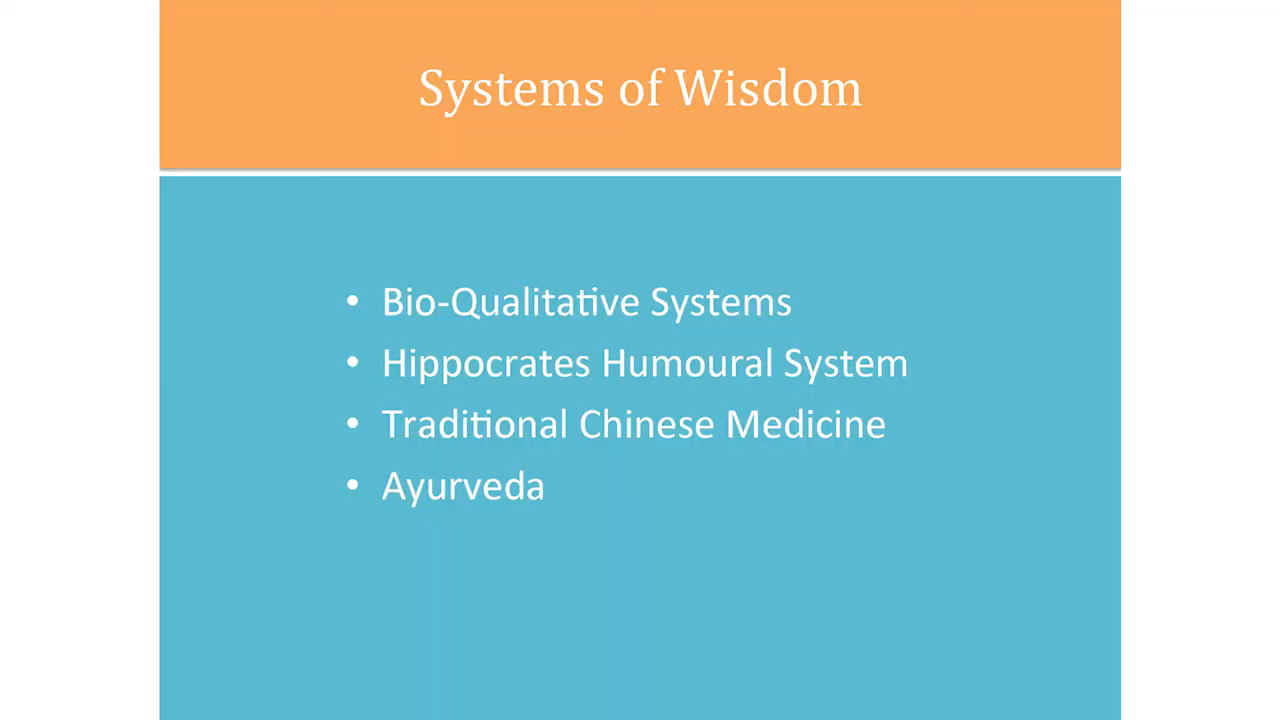 Systems of Wisdom
• Bio-Qualitative Systems
• Hippocrates Humoural System
• Traditional Chinese Medicine
• Ayurveda